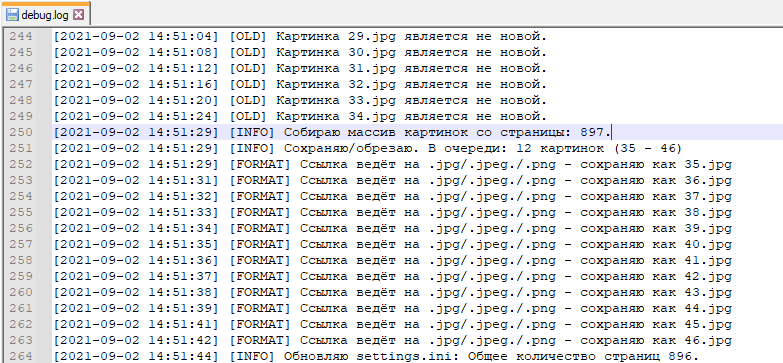 debug.log
244 [2021-09-02 14:51:04] [OLD] Картинка 29.jpg является не новой.
245 [2021-09-02 14:51:08] [OLD] Картинка 30.jpg является не новой.
246 [2021-09-02 14:51:12] [OLD] Картинка 31.jpg является не новой.
247 [2021-09-02 14:51:16] [OLD] Картинка 32.jpg является не новой.
248 [2021-09-02 14:51:20] [OLD] Картинка 33.jpg является не новой.
249 [2021-09-02 14:51:24] [OLD] Картинка 34.jpg является не новой.
250 [2021-09-02 14:51:29] [INFO] Собираю массив картинок со страницы: 897.
251 [2021-09-02 14:51:29] [INFO] Сохраняю/обрезаю. В очереди: 12 картинок (35 - 46)
252 [2021-09-02 14:51:29] [FORMAT] Ссылка ведёт на .jpg/.jpeg./.png - сохраняю как 35.jpg
253 [2021-09-02 14:51:31] [FORMAT] Ссылка ведёт на .jpg/.jpeg./.png - сохраняю как 36.jpg
254 [2021-09-02 14:51:32] [FORMAT] Ссылка ведёт на .jpg/.jpeg./.png - сохраняю как 37.jpg
255 [2021-09-02 14:51:33] [FORMAT] Ссылка ведёт на .jpg/.jpeg./.png - сохраняю как 38.jpg
256 [2021-09-02 14:51:34] [FORMAT] Ссылка ведёт на .jpg/.jpeg./.png - сохраняю как 39.jpg
257 [2021-09-02 14:51:35] [FORMAT] Ссылка ведёт на .jpg/.jpeg./.png - сохраняю как 40.jpg
258 [2021-09-02 14:51:36] [FORMAT] Ссылка ведёт на .jpg/.jpeg./.png - сохраняю как 41.jpg
259 [2021-09-02 14:51:37] [FORMAT] Ссылка ведёт на .jpg/.jpeg./.png - сохраняю как 42.jpg
260 [2021-09-02 14:51:38] [FORMAT] Ссылка ведёт на .jpg/.jpeg./.png - сохраняю как 43.jpg
261 [2021-09-02 14:51:39] [FORMAT] Ссылка ведёт на .jpg/.jpeg./.png - сохраняю как 44.jpg
262 [2021-09-02 14:51:41] [FORMAT] Ссылка ведёт на .jpg/.jpeg./.png - сохраняю как 45.jpg
263 [2021-09-02 14:51:42] [FORMAT] Ссылка ведёт на .jpg/.jpeg./.png - сохраняю как 46.jpg
264 [2021-09-02 14:51:44] [INFO] Обновляю settings.ini: Общее количество страниц 896.